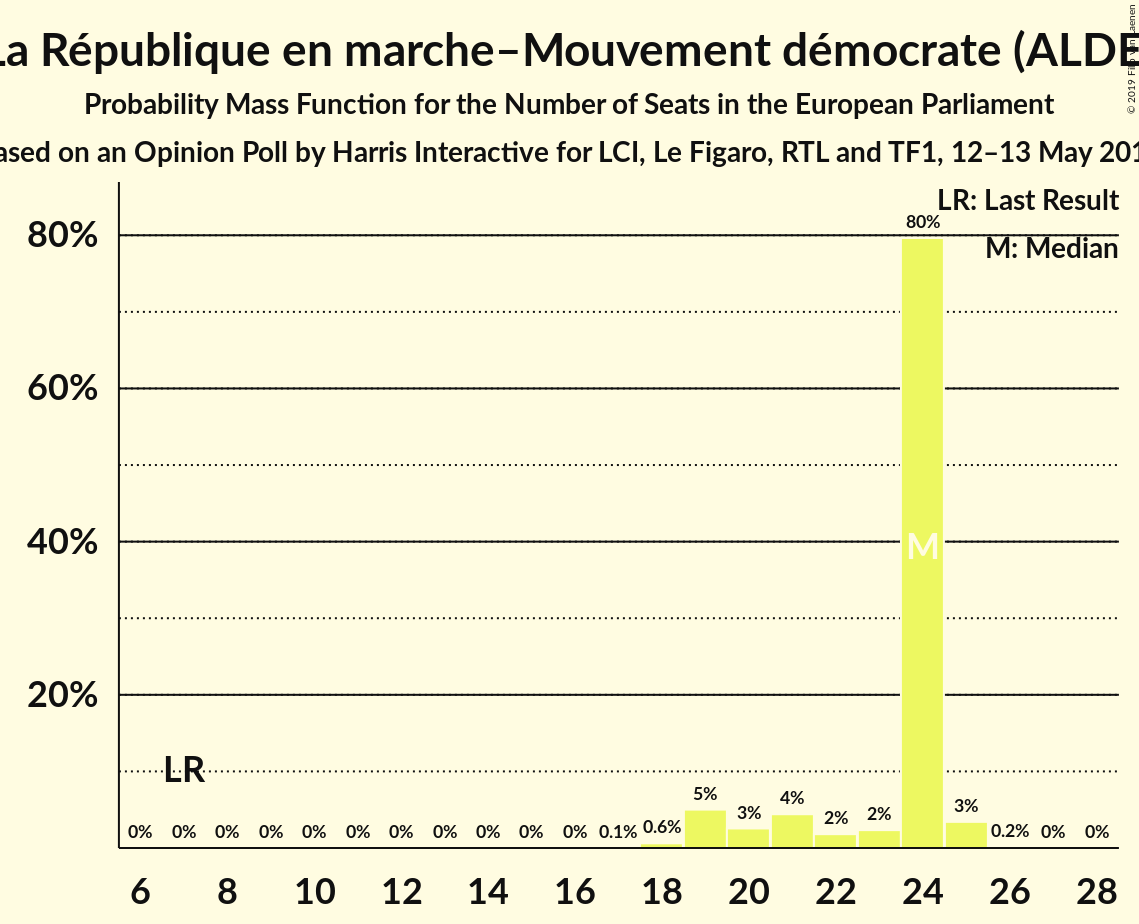 La République en marche–Mouvement démocrate (ALDE
Probability Mass Function for the Number of Seats in the European Parliament
ased on an Opinion Poll by Harris Interactive for LCI, Le Figaro, RTL and TF1, 12–13 May 201
© 2019
LR: Last Result
M: Median
80%
60%
40%
20%
80%
M
LR
0% 0% 0% 0% 0% 0% 0% 0% 0% 0% 0% 0.1% 0.6% 5% 3% 4% 2% 2% 3% 0.2% 0% 0%
6 8 10 12 14 16 18 20 22 24 26 28